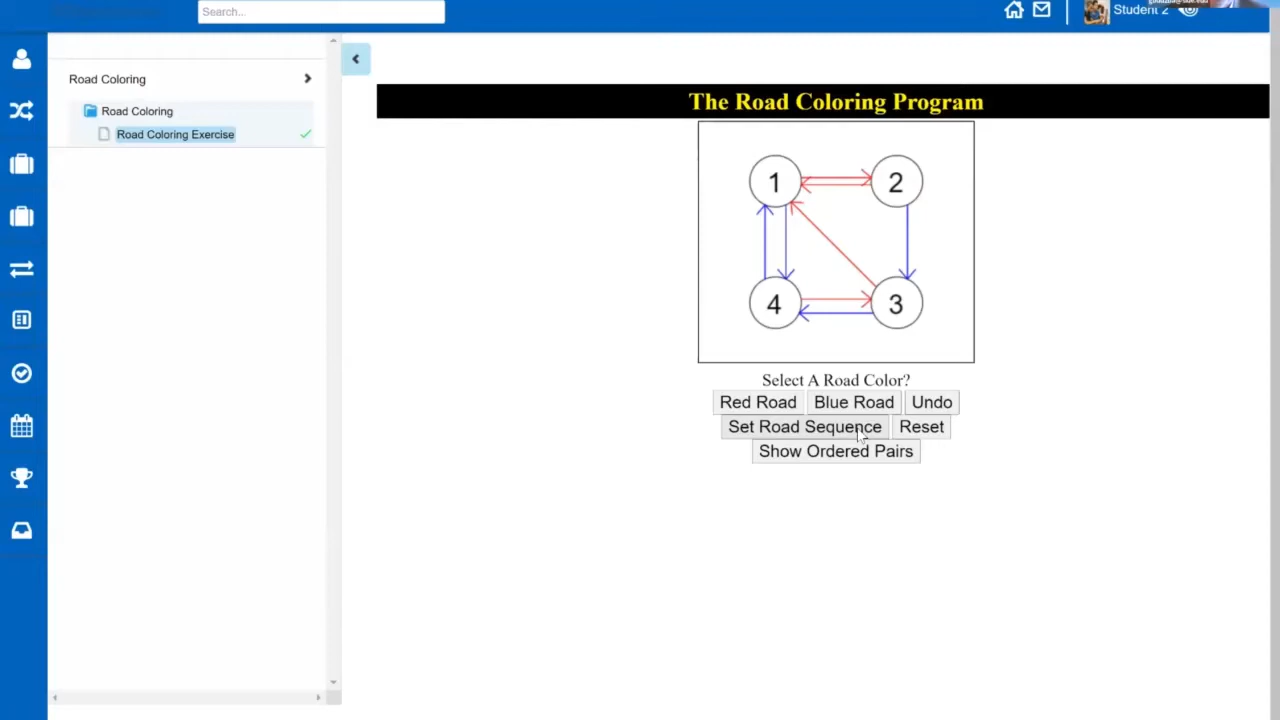 Search...
Student 2
Road Coloring
Road Coloring
Road Coloring Exercise
The Road Coloring Program
1
2
4
3
Select A Road Color?
Red Road Blue Road Undo
Set Road Sequence Reset
Show Ordered Pairs